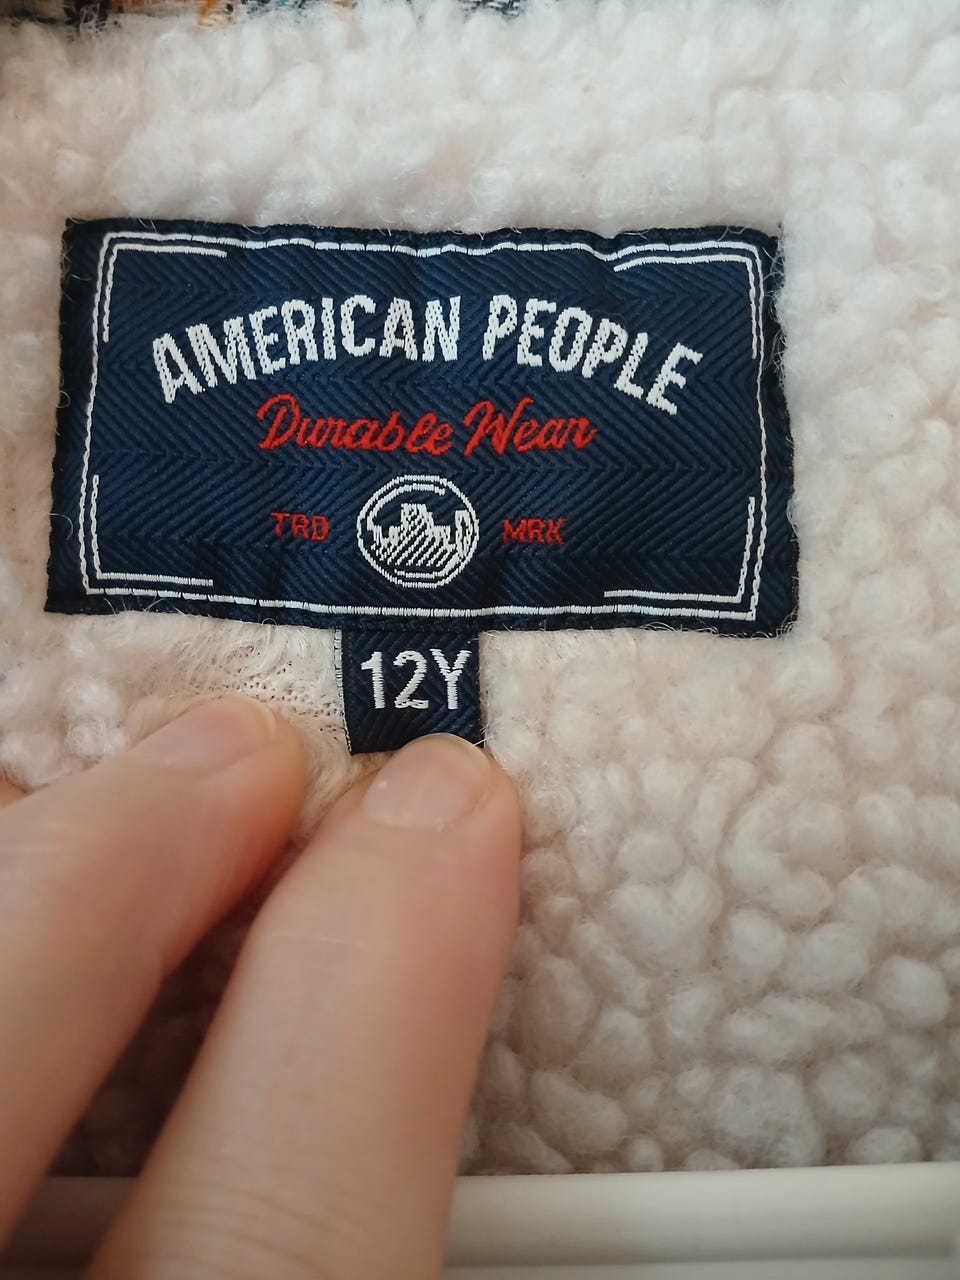 AMERICAN PEOPLE
Durable Wear
TRD MRK
12Y